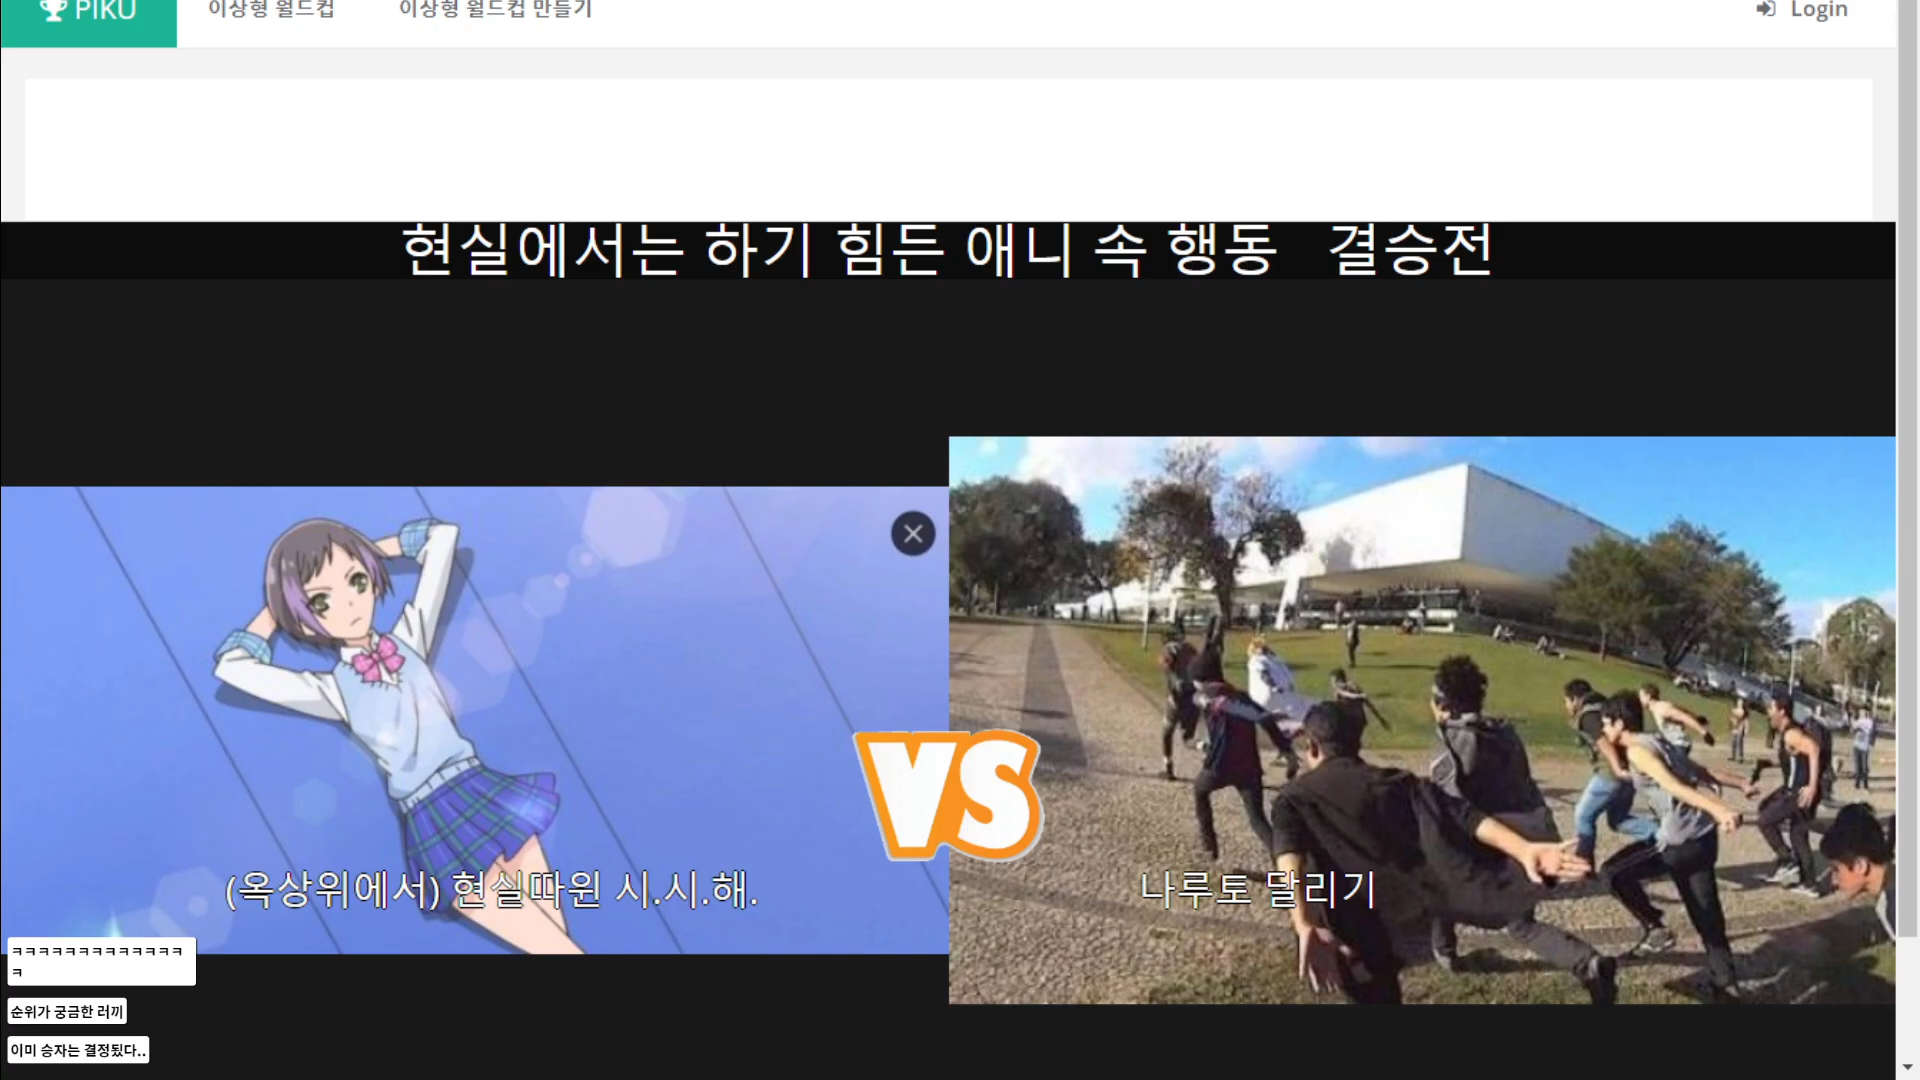 PIKU
이상형 월드컵
이상형 월드컵 만들기
Login
현실에서는 하기 힘든 애니 속 행동 결승전
(옥상위에서) 현실따윈 시.시.해.
VS
나루토 달리기
ㅋㅋㅋㅋㅋㅋㅋㅋㅋㅋㅋㅋㅋ
ㅋ
순위가 궁금한 러끼
이미 승자는 결정됐다..